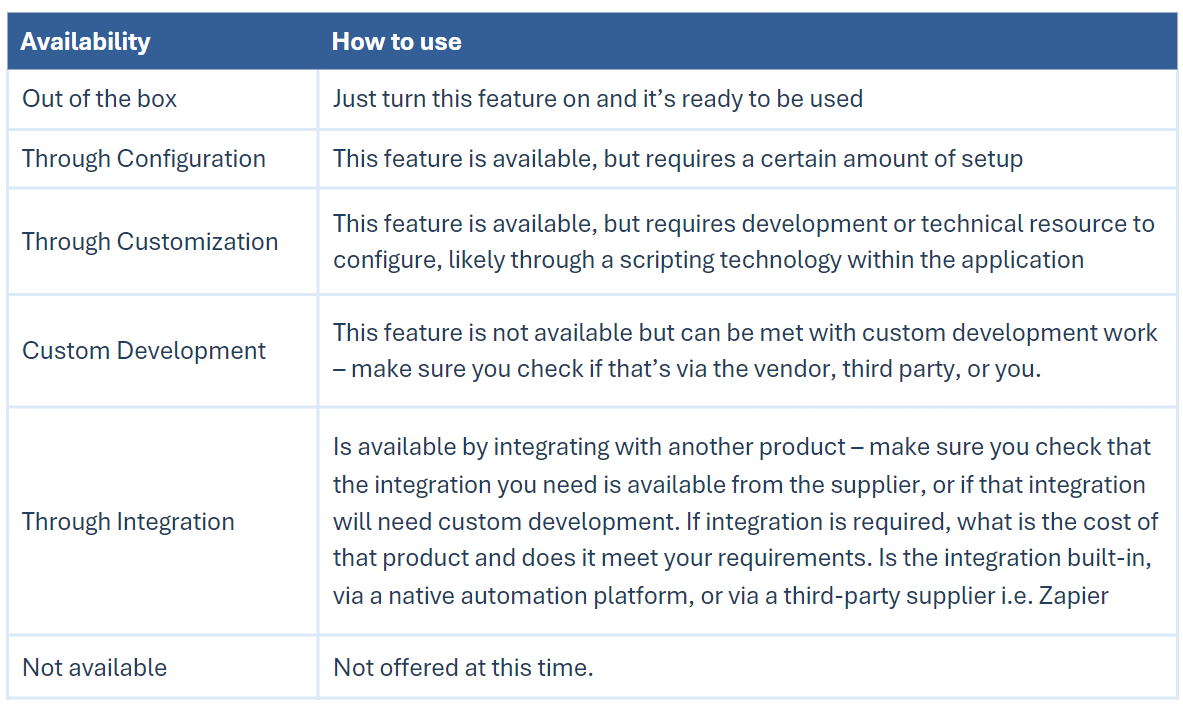 Availability
How to use
Out of the box
Just turn this feature on and it’s ready to be used
Through Configuration
This feature is available, but requires a certain amount of setup
Through Customization
This feature is available, but requires development or technical resource to
configure, likely through a scripting technology within the application
Custom Development
This feature is not available but can be met with custom development work
– make sure you check if that’s via the vendor, third party, or you.
Through Integration
Is available by integrating with another product – make sure you check that
the integration you need is available from the supplier, or if that integration
will need custom development. If integration is required, what is the cost of
that product and does it meet your requirements. Is the integration built-in,
via a native automation platform, or via a third-party supplier i.e. Zapier
Not available
Not offered at this time.